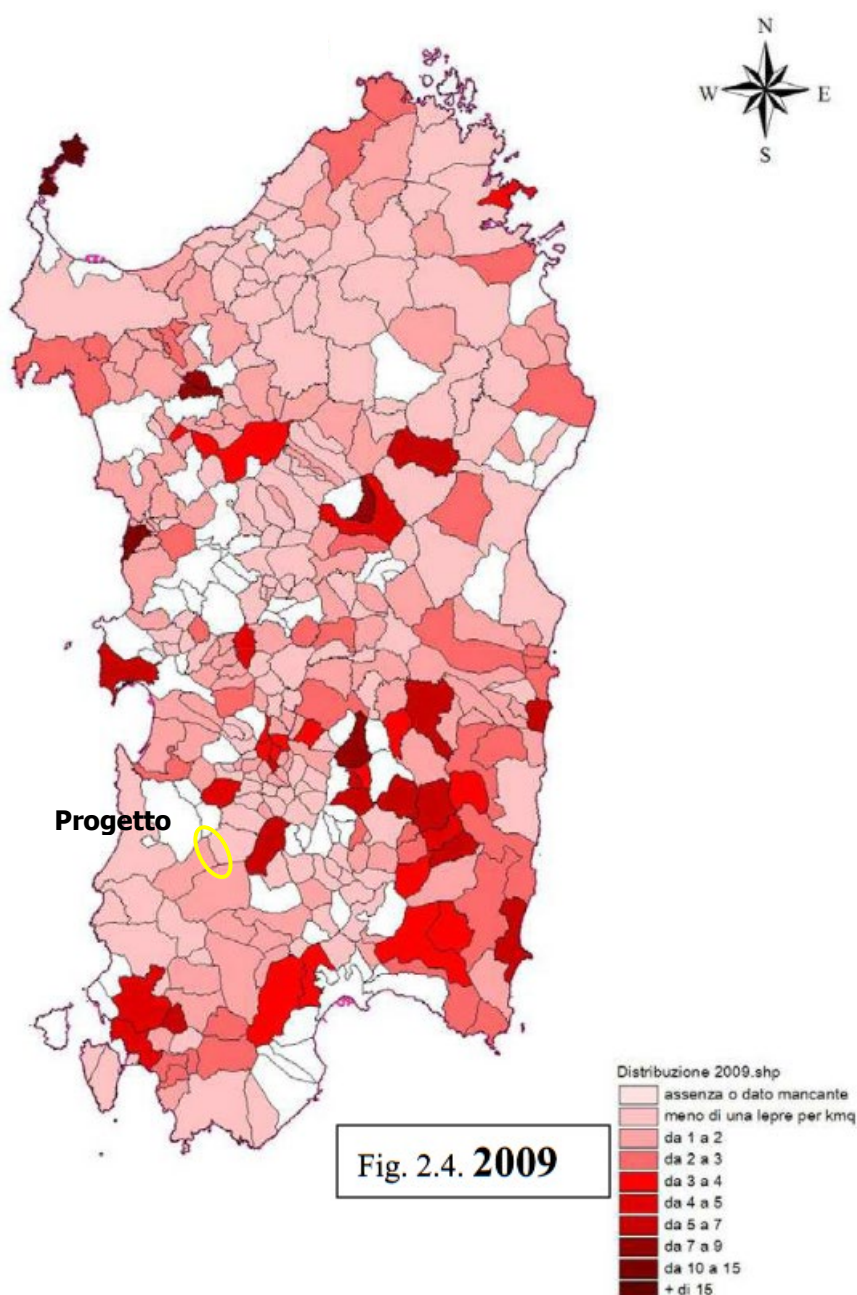 N
W E
S
Progetto
Fig. 2.4. 2009
Distribuzione 2009.shp
assenza o dato mancante
meno di una lepre per kmq
da 1 a 2
da 2 a 3
da 3 a 4
da 4 a 5
da 5 a 7
da 7 a 9
da 10 a 15
+ di 15